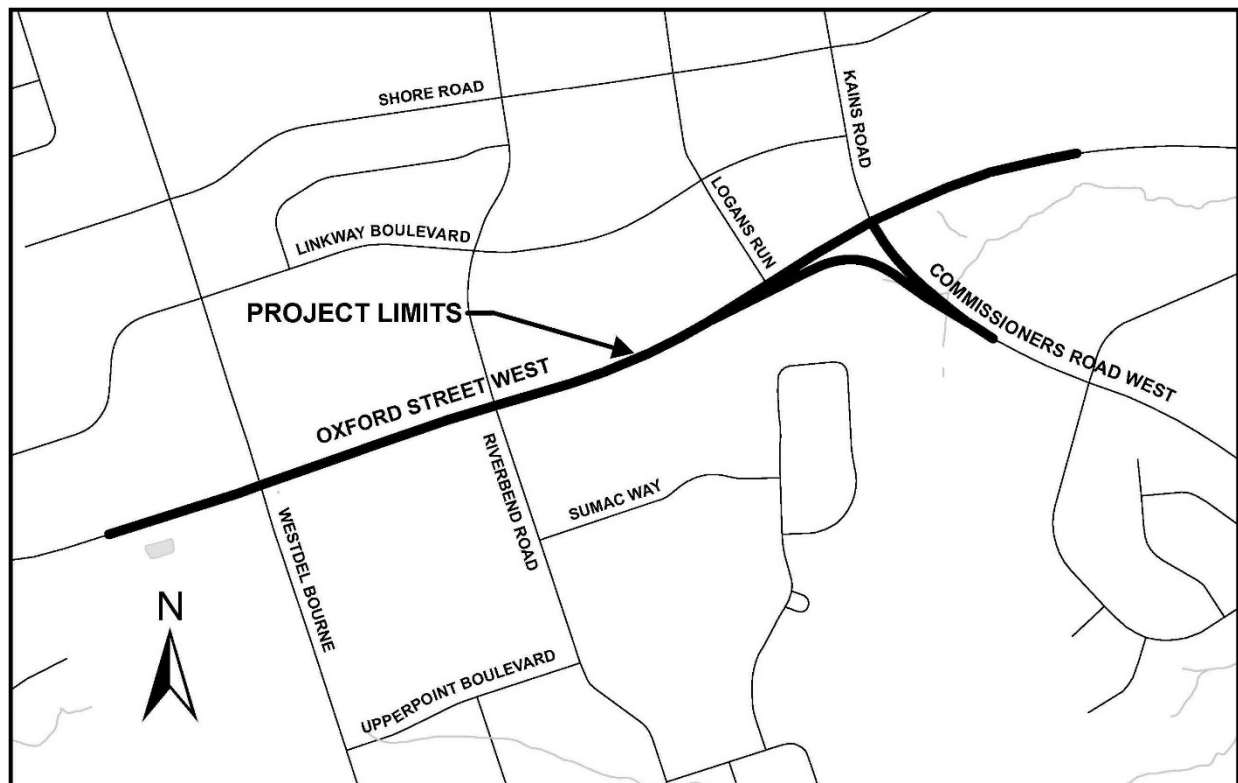 SHORE ROAD
KAINS ROAD
LOGANS RUN
LINKWAY BOULEVARD
COMMISSIONERS ROAD WEST
PROJECT LIMITS
OXFORD STREET WEST
RIVERBEND ROAD
SUMAC WAY
WESTDEL BOURNE
N
UPPERPOINT BOULEVARD